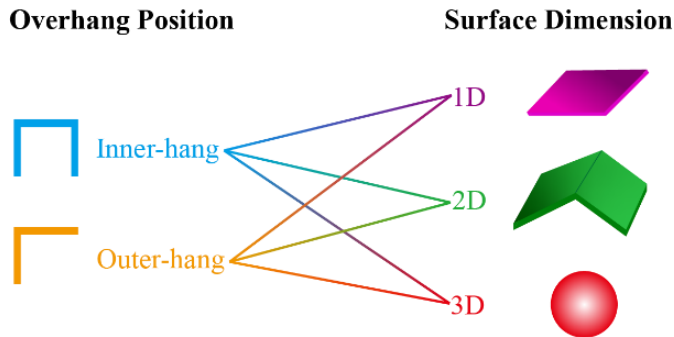 Overhang Position
Surface Dimension
1D
Inner-hang
2D
Outer-hang
3D